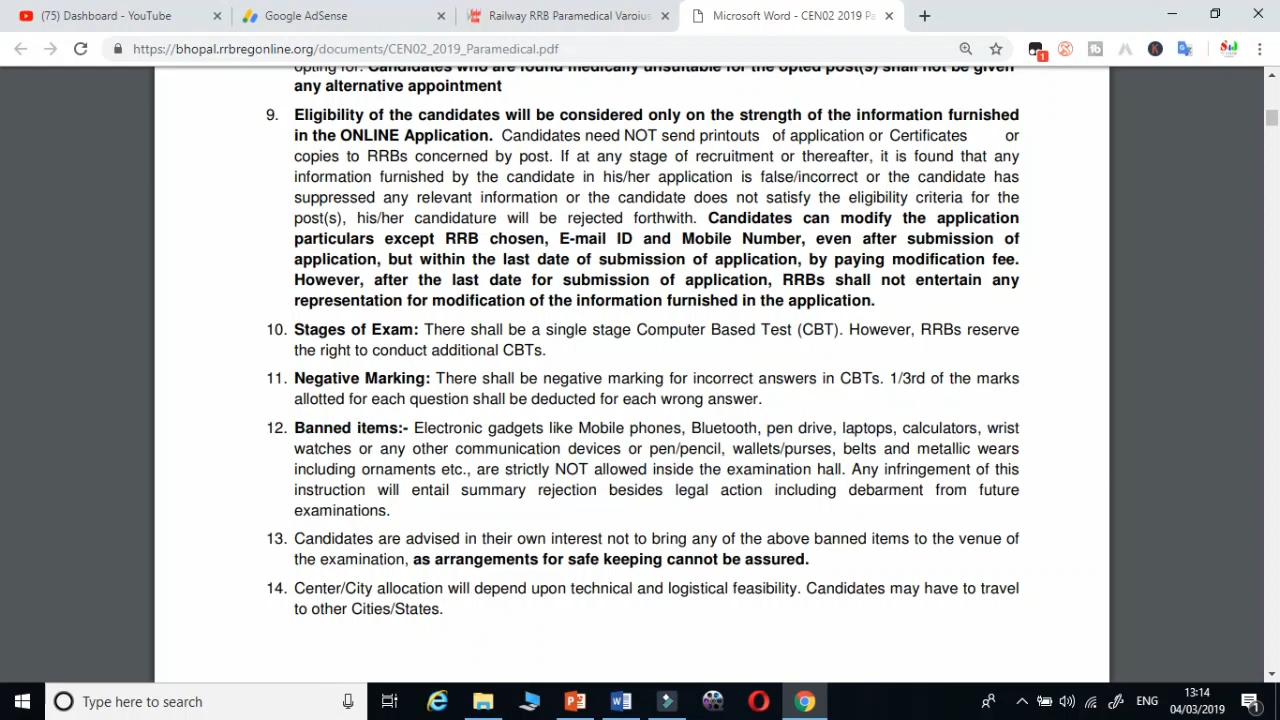 (75) Dashboard - YouTube
Google AdSense
Railway RRB Paramedical Varoius
Microsoft Word - CEN02 2019 Pa
https://bhopal.rrbregonline.org/documents/CEN02_2019_Paramedical.pdf
opting for. Candidates who are found medically unsuitable for the opted post(s) shall not be given
any alternative appointment
9. Eligibility of the candidates will be considered only on the strength of the information furnished
in the ONLINE Application. Candidates need NOT send printouts of application or Certificates or
copies to RRBs concerned by post. If at any stage of recruitment or thereafter, it is found that any
information furnished by the candidate in his/her application is false/incorrect or the candidate has
suppressed any relevant information or the candidate does not satisfy the eligibility criteria for the
post(s), his/her candidature will be rejected forthwith. Candidates can modify the application
particulars except RRB chosen, E-mail ID and Mobile Number, even after submission of
application, but within the last date of submission of application, by paying modification fee.
However, after the last date for submission of application, RRBs shall not entertain any
representation for modification of the information furnished in the application.
10. Stages of Exam: There shall be a single stage Computer Based Test (CBT). However, RRBs reserve
the right to conduct additional CBTs.
11. Negative Marking: There shall be negative marking for incorrect answers in CBTs. 1/3rd of the marks
allotted for each question shall be deducted for each wrong answer.
12. Banned items:- Electronic gadgets like Mobile phones, Bluetooth, pen drive, laptops, calculators, wrist
watches or any other communication devices or pen/pencil, wallets/purses, belts and metallic wears
including ornaments etc., are strictly NOT allowed inside the examination hall. Any infringement of this
instruction will entail summary rejection besides legal action including debarment from future
examinations.
13. Candidates are advised in their own interest not to bring any of the above banned items to the venue of
the examination, as arrangements for safe keeping cannot be assured.
14. Center/City allocation will depend upon technical and logistical feasibility. Candidates may have to travel
to other Cities/States.
Type here to search
ENG
13:14
04/03/2019